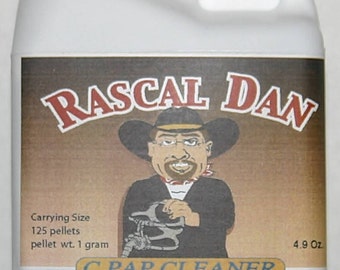 RASCAL DAN
Carrying Size
125 pellets
pellet wt. 1 gram
4.9 Oz.
C PAP CLEANER